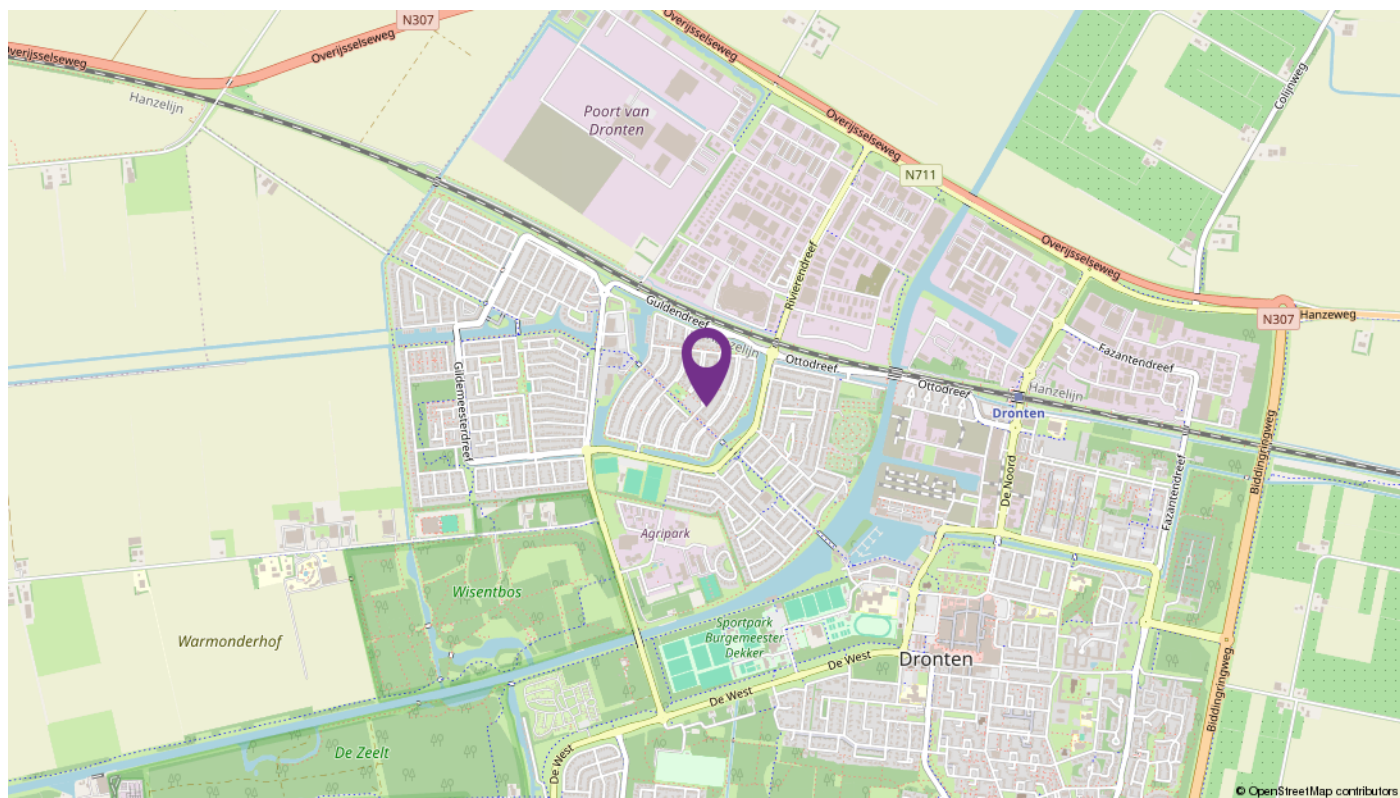 N307
Overijsselseweg
Overijsselseweg
verijsselseweg
Hanzelijn
Poort van
Dronten
Colijnweg
Overijsselseweg
N711
Overijsselseweg
Rivierendreef
Guldendreef
N307
Hanzeweg
nzelijn
Ottodreef
Fazantendreef
Ottodreef
Hanzelijn
Dronten
Gildemeesterdreef
De Noord
Biddingringweg
Fazantendreef
Agripark
Wisentbos
Warmonderhof
Sportpark
Burgemeester
Dekker
De West
Dronten
De West
Biddingringweg
De Zeelt
De West
© OpenStreetMap contributors